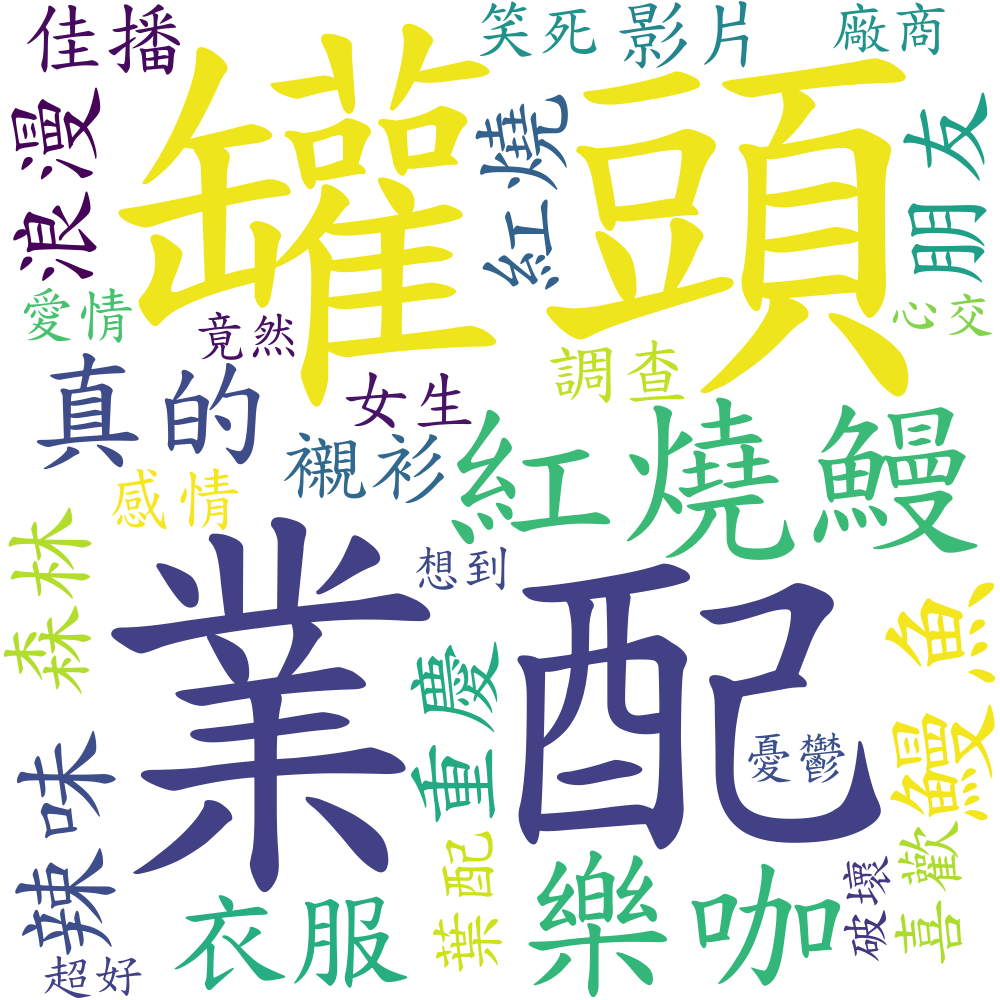 佳播
笑死
影片
廠商
罐頭
浪漫
紅燒
朋友
愛情
竟然
心交
真的
女生
調查
襯衫
紅燒鰻
感情
森林
想到
業配
鰻魚
重慶
憂鬱
辣味
葉配
喜歡
破壞
衣服
樂咖
超好